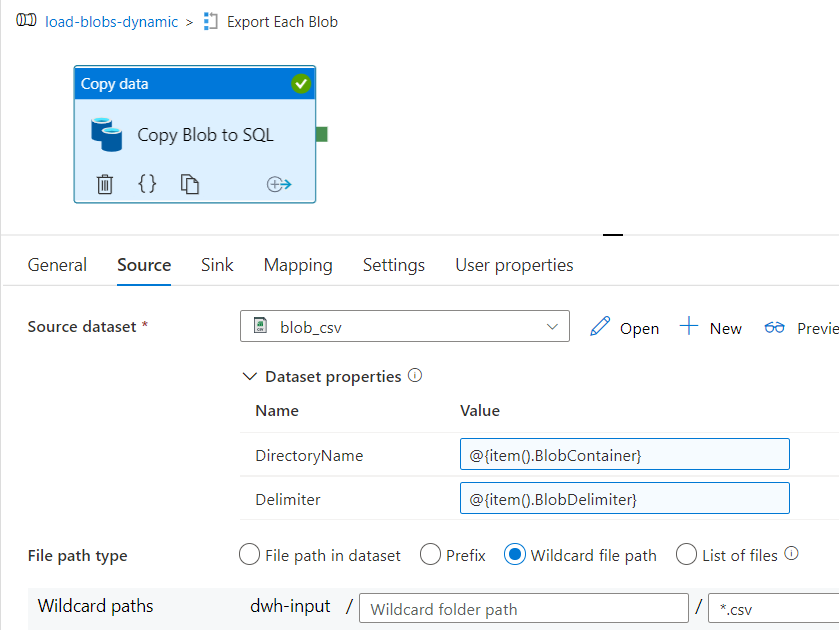 load-blobs-dynamic > Export Each Blob
Copy data
Copy Blob to SQL
{}
General Source Sink Mapping Settings User properties
Source dataset * blob_csv Open New Previe
Dataset properties
Name Value
DirectoryName @{item().BlobContainer}
Delimiter @{item().BlobDelimiter}
File path type File path in dataset Prefix Wildcard file path List of files
Wildcard paths dwh-input / Wildcard folder path / *.csv